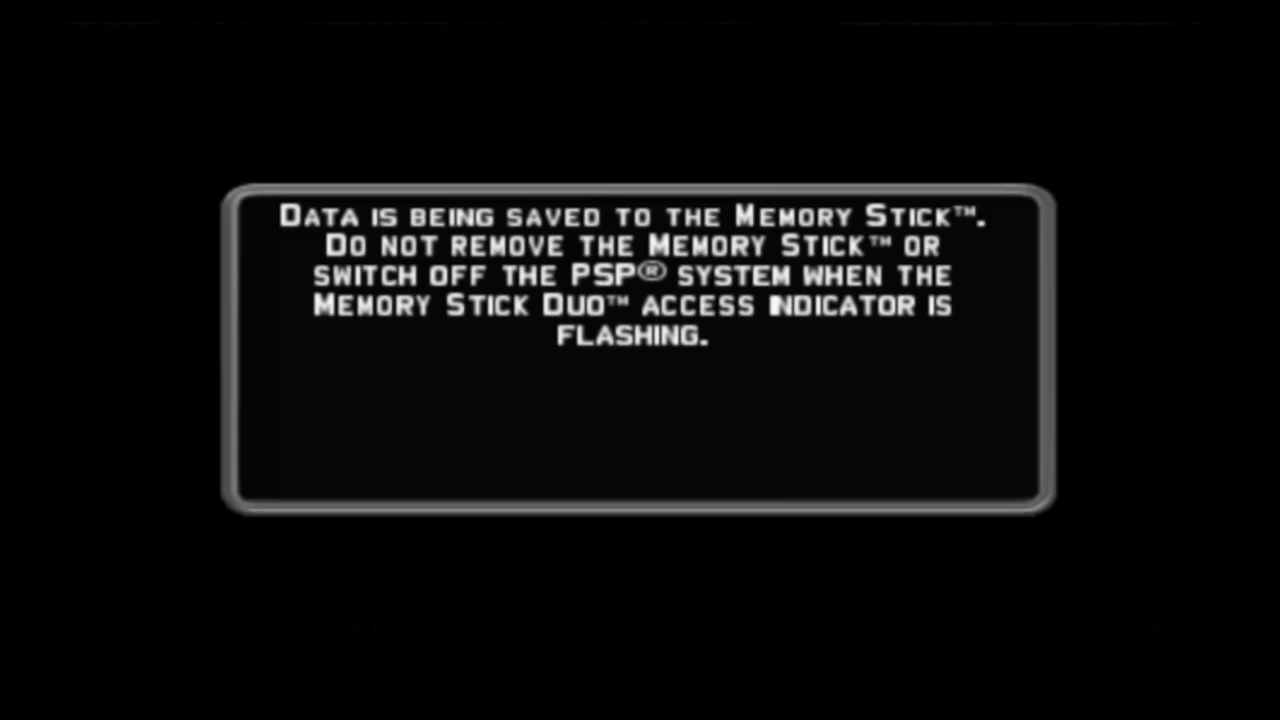 Data is being saved to the Memory Stick™.
Do not remove the Memory Stick™ or
switch off the PSP® system when the
Memory Stick Duo™ access indicator is
flashing.